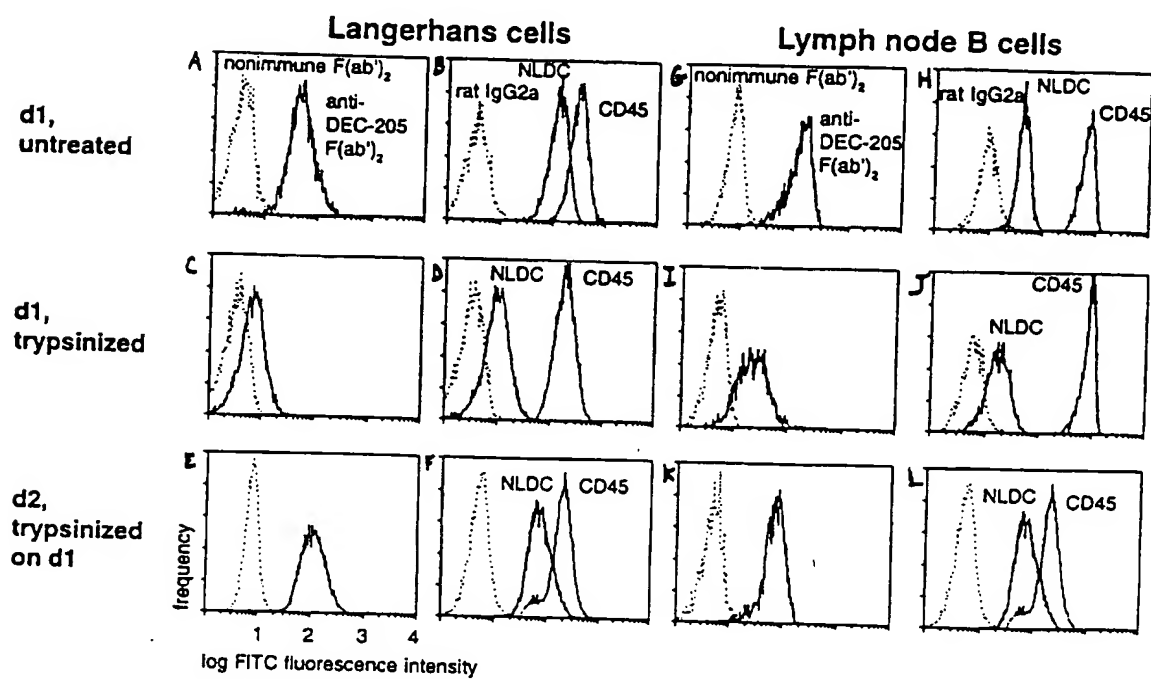 Langerhans cells
Lymph node B cells
d1,
untreated
A
nonimmune F(ab')₂
anti-
DEC-205
F(ab')₂
B
NLDC
rat IgG2a
CD45
G
nonimmune F(ab')₂
anti-
DEC-205
F(ab')₂
H
NLDC
rat IgG2a
CD45
d1,
trypsinized
C
D
NLDC
CD45
I
J
CD45
NLDC
d2,
trypsinized
on d1
E
F
NLDC
CD45
K
L
NLDC
CD45
frequency
1 2 3 4
log FITC fluorescence intensity